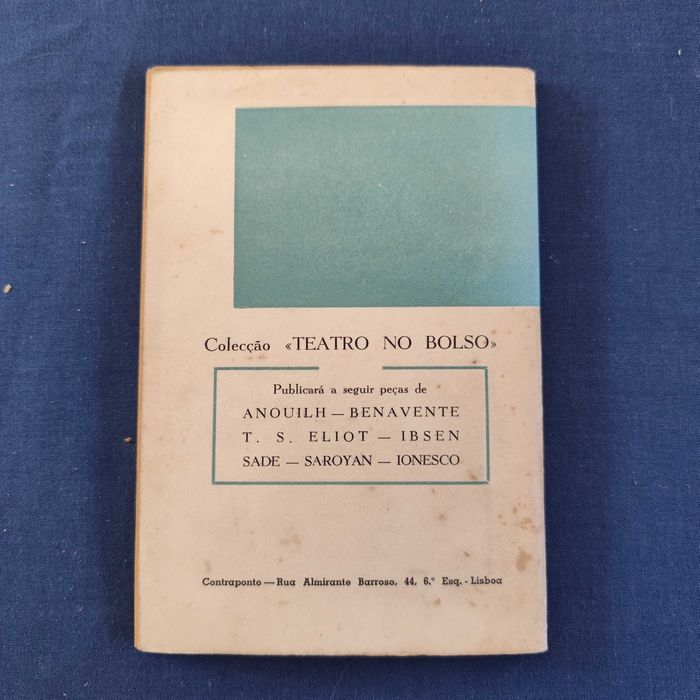 Colecção «TEATRO NO BOLSO»
Publicará a seguir peças de
ANOUILH — BENAVENTE
T. S. ELIOT — IBSEN
SADE — SAROYAN — IONESCO
Contraponto — Rua Almirante Barroso, 44, 6.º Esq. - Lisboa